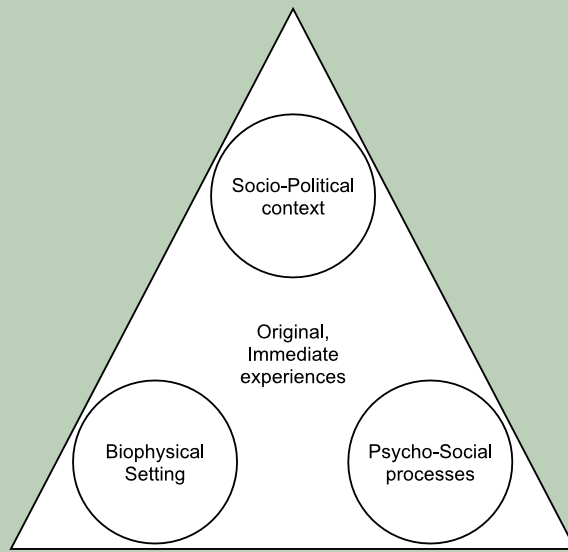 Socio-Political
context
Original,
Immediate
experiences
Biophysical
Setting
Psycho-Social
processes